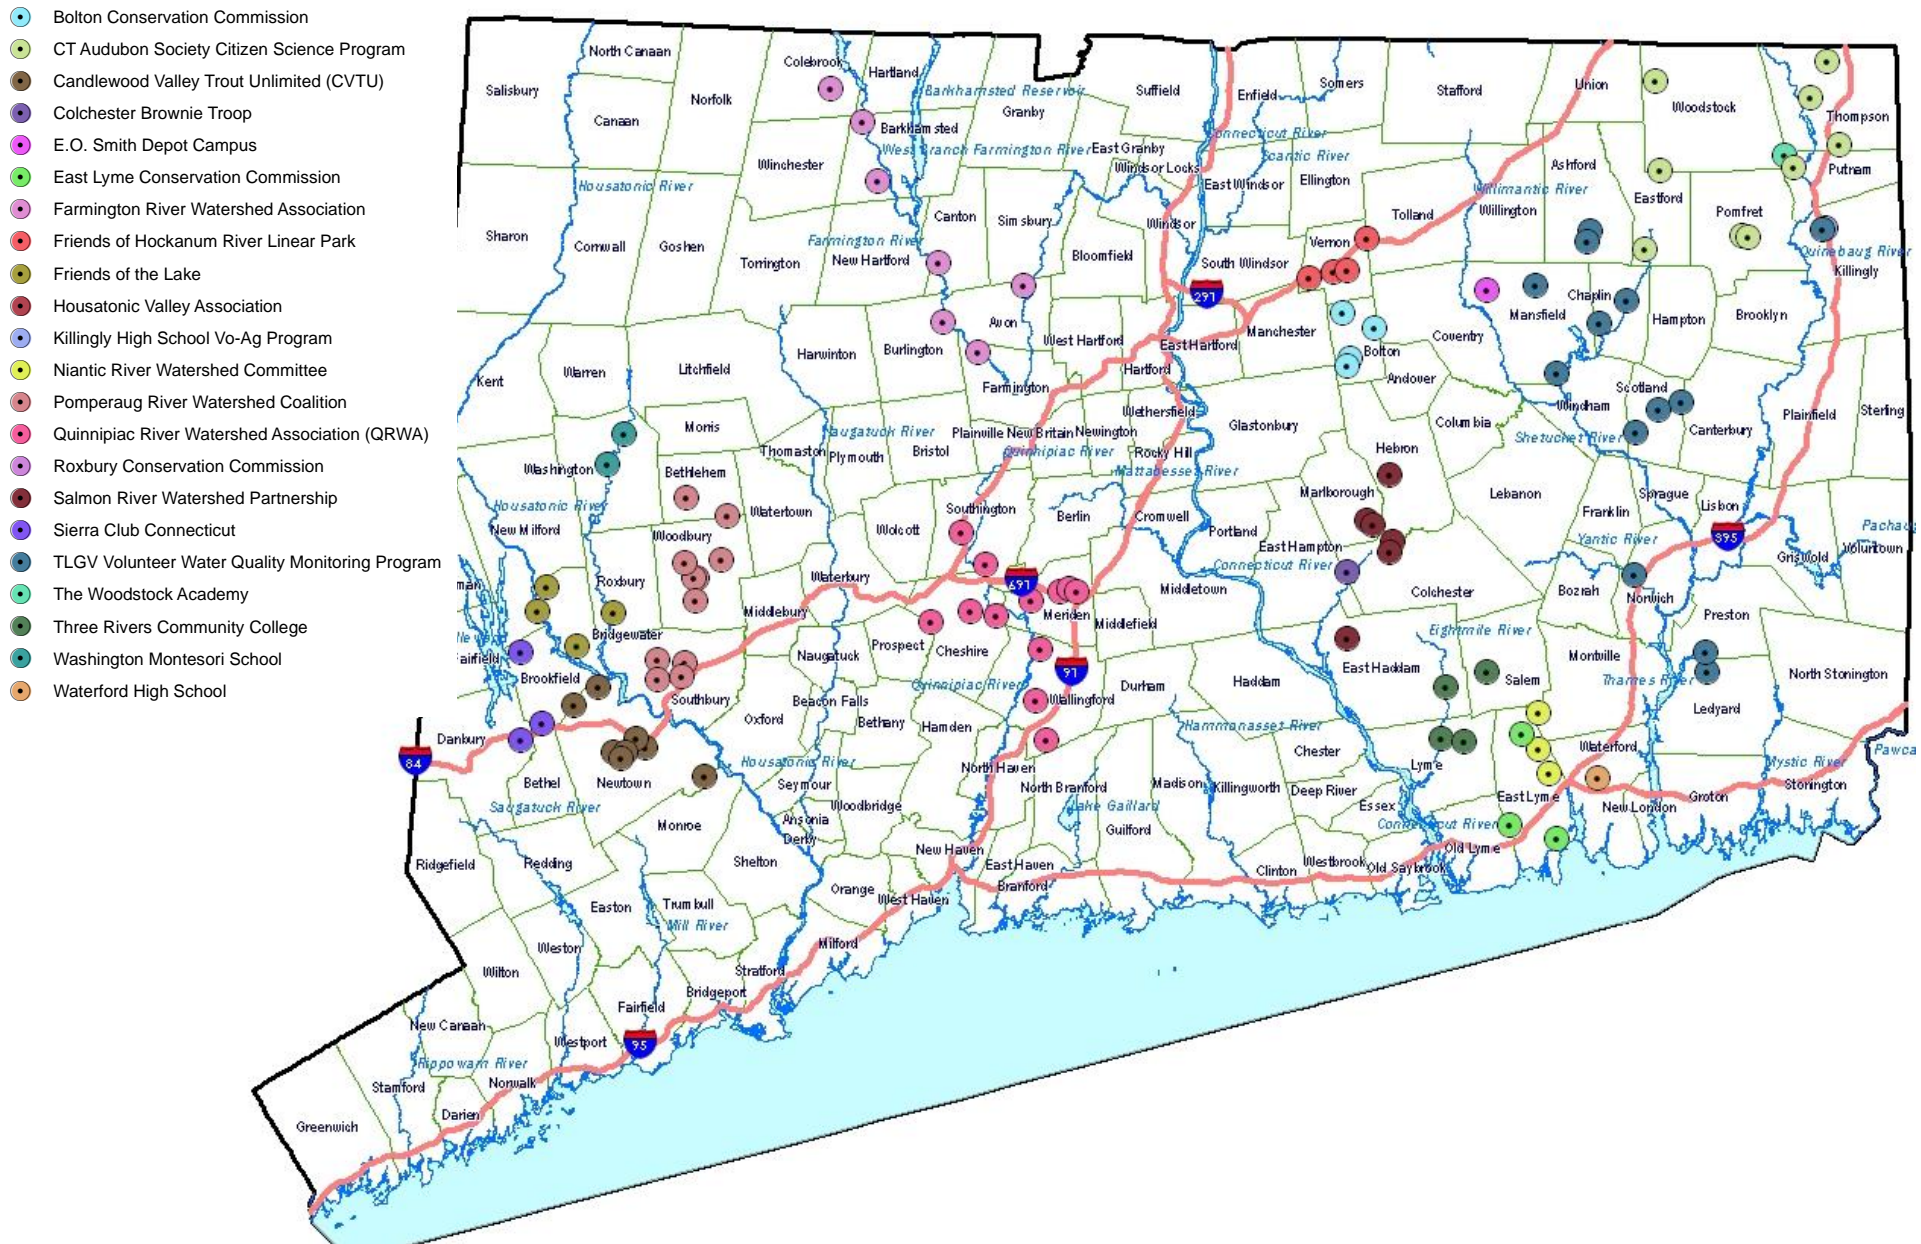 Bolton Conservation Commission
CT Audubon Society Citizen Science Program
Candlewood Valley Trout Unlimited (CVTU)
Colchester Brownie Troop
E.O. Smith Depot Campus
East Lyme Conservation Commission
Farmington River Watershed Association
Friends of Hockanum River Linear Park
Friends of the Lake
Housatonic Valley Association
Killingly High School Vo-Ag Program
Niantic River Watershed Committee
Pomperaug River Watershed Coalition
Quinnipiac River Watershed Association (QRWA)
Roxbury Conservation Commission
Salmon River Watershed Partnership
Sierra Club Connecticut
TLGV Volunteer Water Quality Monitoring Program
The Woodstock Academy
Three Rivers Community College
Washington Montesori School
Waterford High School
North Canaan
Colebrook
Hartland
Salisbury
Canaan
Norfolk
Barkhamsted Reservoir
Granby
Suffield
Enfield
Somers
Stafford
Union
Woodstock
Thompson
Barkhamsted
West Branch Farmington River
East Granby
Windsor Locks
Connecticut River
Scantic River
Winchester
Housatonic River
East Windsor
Ellington
Willimantic River
Ashford
Putnam
Eastford
Pomfret
Willington
Tolland
Canton
Simsbury
Windsor
Sharon
Cornwall
Goshen
Torrington
Farmington River
New Hartford
Bloomfield
South Windsor
Vernon
Quinebaug River
Killingly
291
Chaplin
Mansfield
Hampton
Brooklyn
Avon
West Hartford
East Hartford
Manchester
Coventry
Bolton
Andover
Kent
Warren
Litchfield
Harwinton
Burlington
Farmington
Hartford
Scotland
Windham
Plainfield
Sterling
Canterbury
Shetucket River
Columbia
Wethersfield
Glastonbury
Hebron
Morris
Naugatuck River
Plainville
New Britain
Newington
Thomaston
Plymouth
Bristol
Quinnipiac River
Rocky Hill
Mattabesset River
Washington
Bethlehem
Watertown
Housatonic River
New Milford
Woodbury
Wolcott
Southington
Berlin
Cromwell
Portland
Marlborough
East Hampton
Connecticut River
Lebanon
Franklin
Sprague
Lisbon
Yantic River
395
Griswold
Voluntown
Pachau
man
Roxbury
Waterbury
691
Middletown
Colchester
Bozrah
Norwich
Preston
Middlebury
Meriden
Middlefield
Bridgewater
airfield
Brookfield
Naugatuck
Prospect
Cheshire
Eightmile River
East Haddam
Salem
Montville
Thames River
North Stonington
Ledyard
91
Southbury
Oxford
Beacon Falls
Bethany
Quinnipiac River
Hamden
Wallingford
Durham
Haddam
Hammonasset River
Chester
Lyme
Waterford
Mystic River
Pawca
Stonington
Danbury
84
Bethel
Newtown
Housatonic River
Seymour
Woodbridge
North Haven
North Branford
Lake Gaillard
Madison
Killingworth
Deep River
Essex
Connecticut River
East Lyme
New London
Groton
Saugatuck River
Monroe
Ansonia
Derby
Guilford
Ridgefield
Redding
Shelton
New Haven
East Haven
Branford
Clinton
Westbrook
Old Saybrook
Old Lyme
Easton
Trumbull
Mill River
Orange
West Haven
Weston
Wilton
Milford
Stratford
Bridgeport
Fairfield
New Canaan
Westport
95
Rippowam River
Norwalk
Stamford
Darien
Greenwich